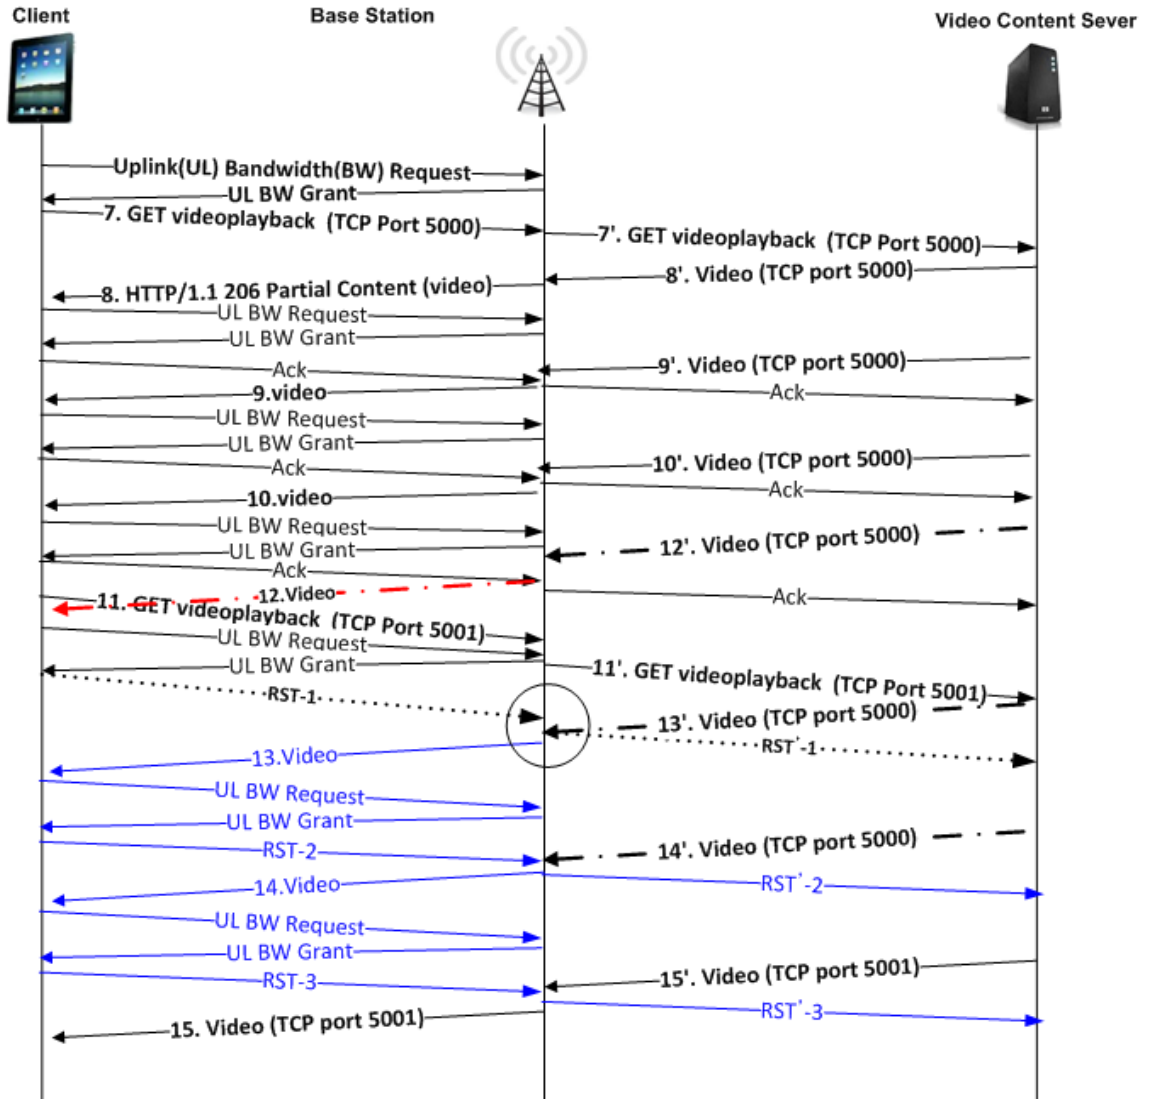 Client
Base Station
Video Content Sever
Uplink(UL) Bandwidth(BW) Request
UL BW Grant
7. GET videoplayback (TCP Port 5000)
7'. GET videoplayback (TCP Port 5000)
8'. Video (TCP port 5000)
8. HTTP/1.1 206 Partial Content (video)
UL BW Request
UL BW Grant
9'. Video (TCP port 5000)
Ack
9.video
Ack
UL BW Request
UL BW Grant
10'. Video (TCP port 5000)
Ack
Ack
10.video
UL BW Request
12'. Video (TCP port 5000)
UL BW Grant
Ack
12.Video
Ack
11. GET videoplayback (TCP Port 5001)
UL BW Request
UL BW Grant
11'. GET videoplayback (TCP Port 5001)
RST-1
13'. Video (TCP port 5000)
RST'-1
13.Video
UL BW Request
UL BW Grant
14'. Video (TCP port 5000)
RST-2
14.Video
RST'-2
UL BW Request
UL BW Grant
15'. Video (TCP port 5001)
RST-3
RST'-3
15. Video (TCP port 5001)